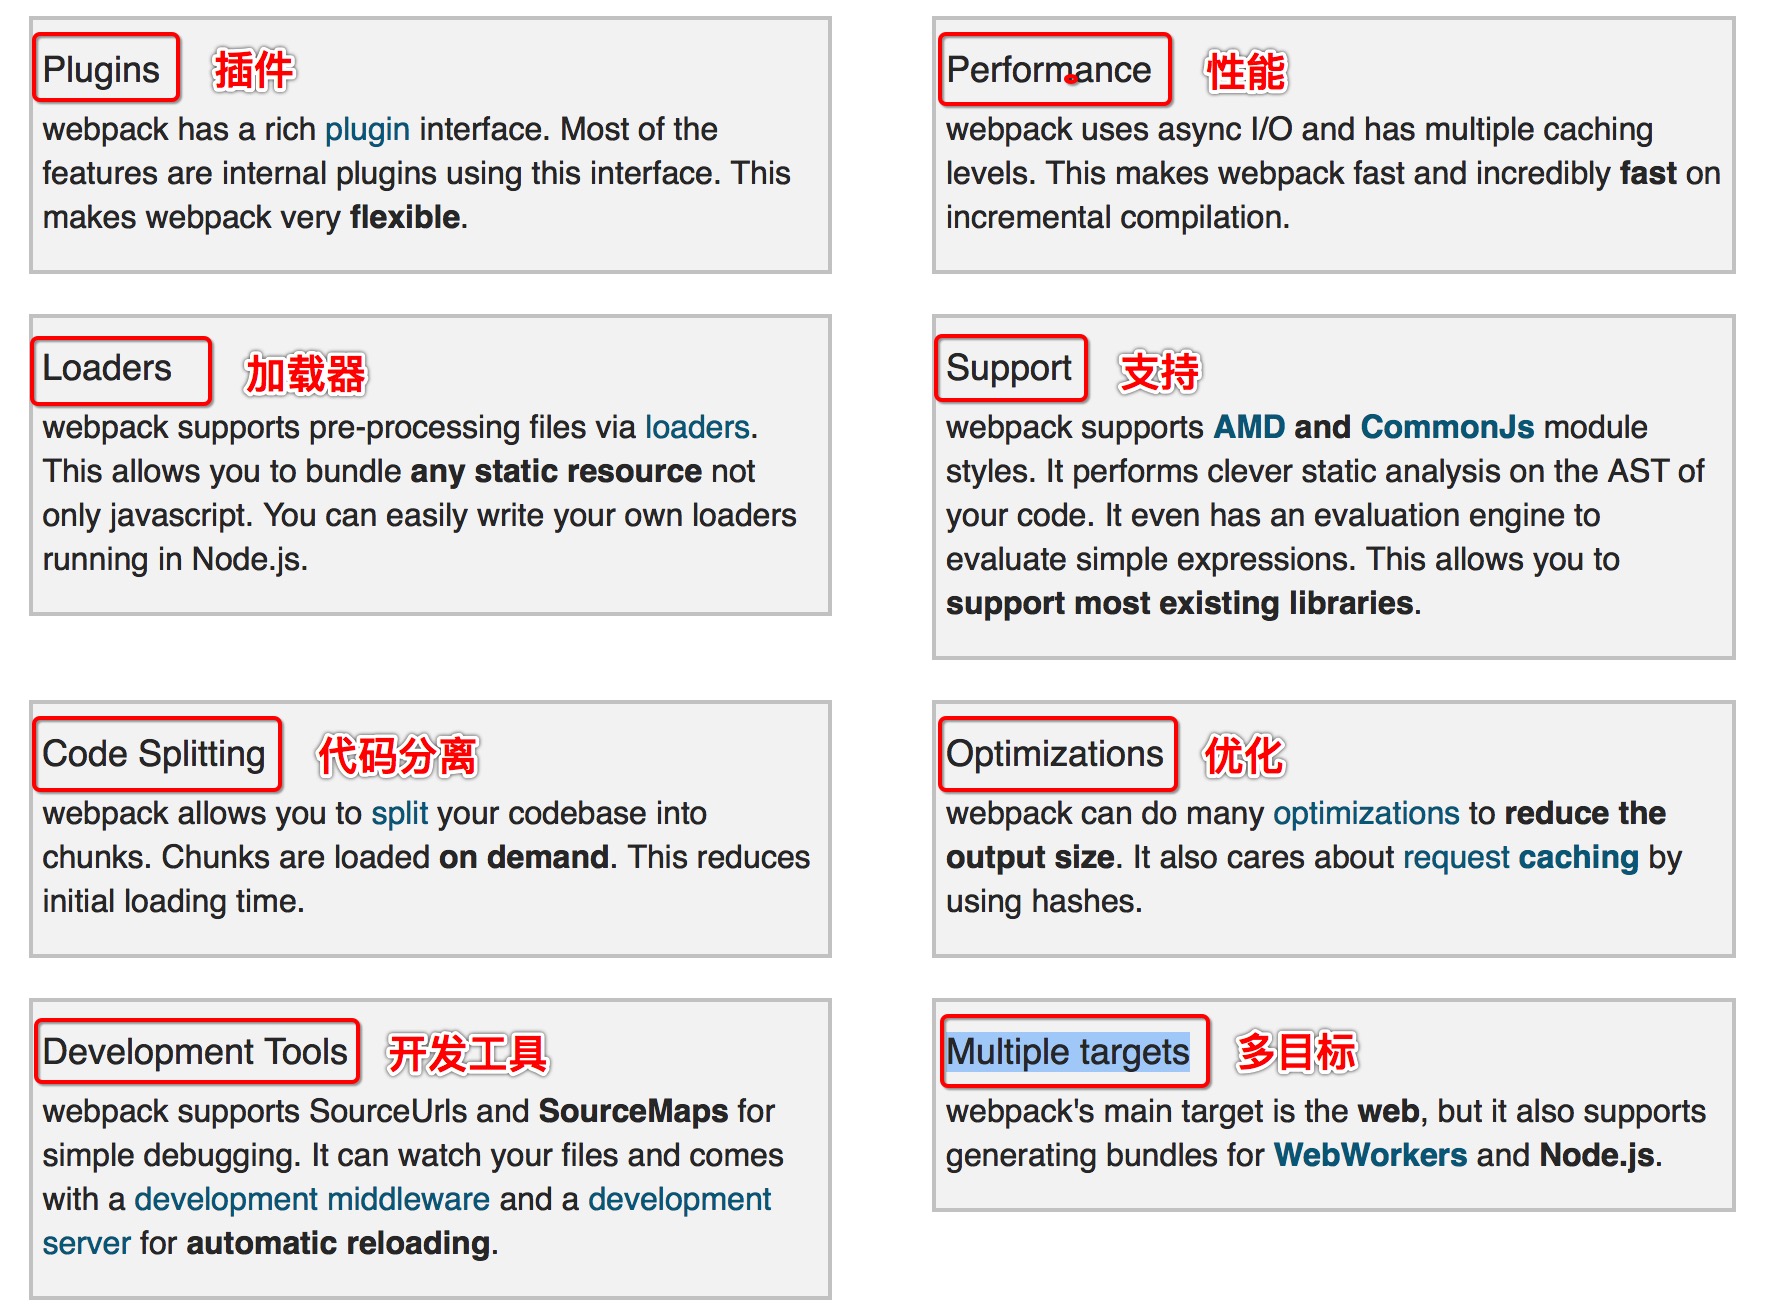 Plugins 插件
webpack has a rich plugin interface. Most of the
features are internal plugins using this interface. This
makes webpack very flexible.
Performance 性能
webpack uses async I/O and has multiple caching
levels. This makes webpack fast and incredibly fast on
incremental compilation.
Loaders 加载器
webpack supports pre-processing files via loaders.
This allows you to bundle any static resource not
only javascript. You can easily write your own loaders
running in Node.js.
Support 支持
webpack supports AMD and CommonJs module
styles. It performs clever static analysis on the AST of
your code. It even has an evaluation engine to
evaluate simple expressions. This allows you to
support most existing libraries.
Code Splitting 代码分离
webpack allows you to split your codebase into
chunks. Chunks are loaded on demand. This reduces
initial loading time.
Optimizations 优化
webpack can do many optimizations to reduce the
output size. It also cares about request caching by
using hashes.
Development Tools 开发工具
webpack supports SourceUrls and SourceMaps for
simple debugging. It can watch your files and comes
with a development middleware and a development
server for automatic reloading.
Multiple targets 多目标
webpack's main target is the web, but it also supports
generating bundles for WebWorkers and Node.js.